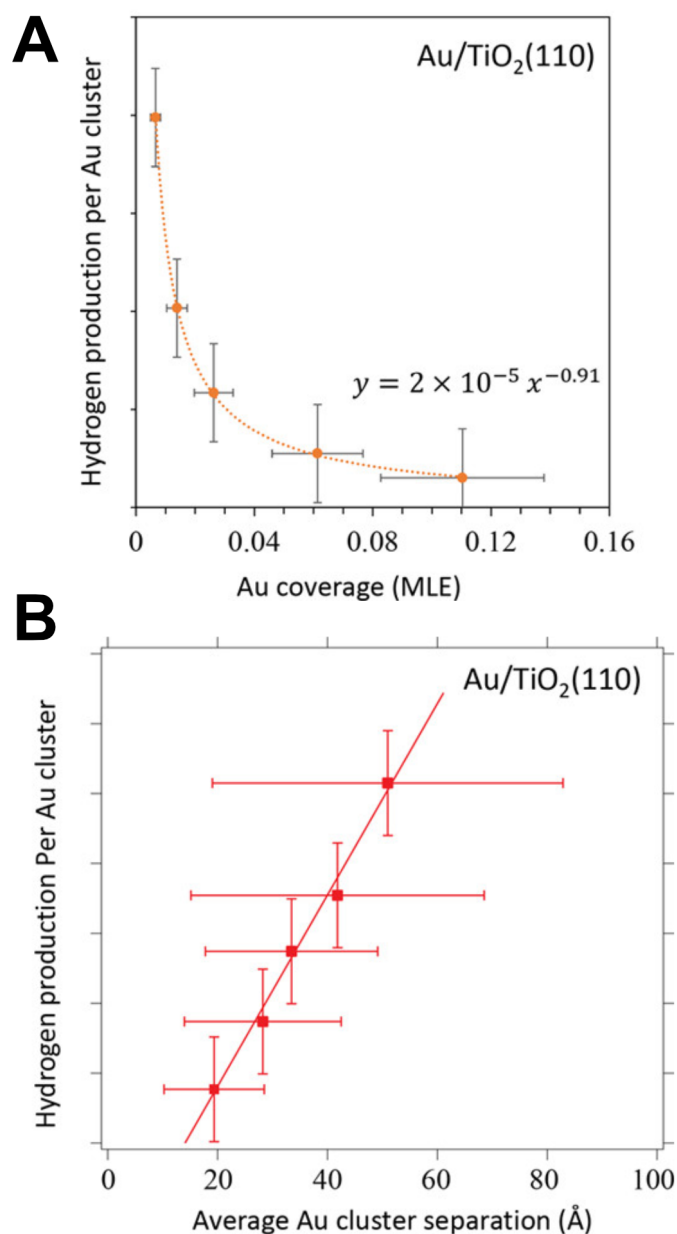 A
Au/TiO₂(110)
Hydrogen production per Au cluster
y = 2 × 10⁻⁵ x⁻⁰·⁹¹
0 0.04 0.08 0.12 0.16
Au coverage (MLE)
B
Au/TiO₂(110)
Hydrogen production Per Au cluster
0 20 40 60 80 100
Average Au cluster separation (Å)